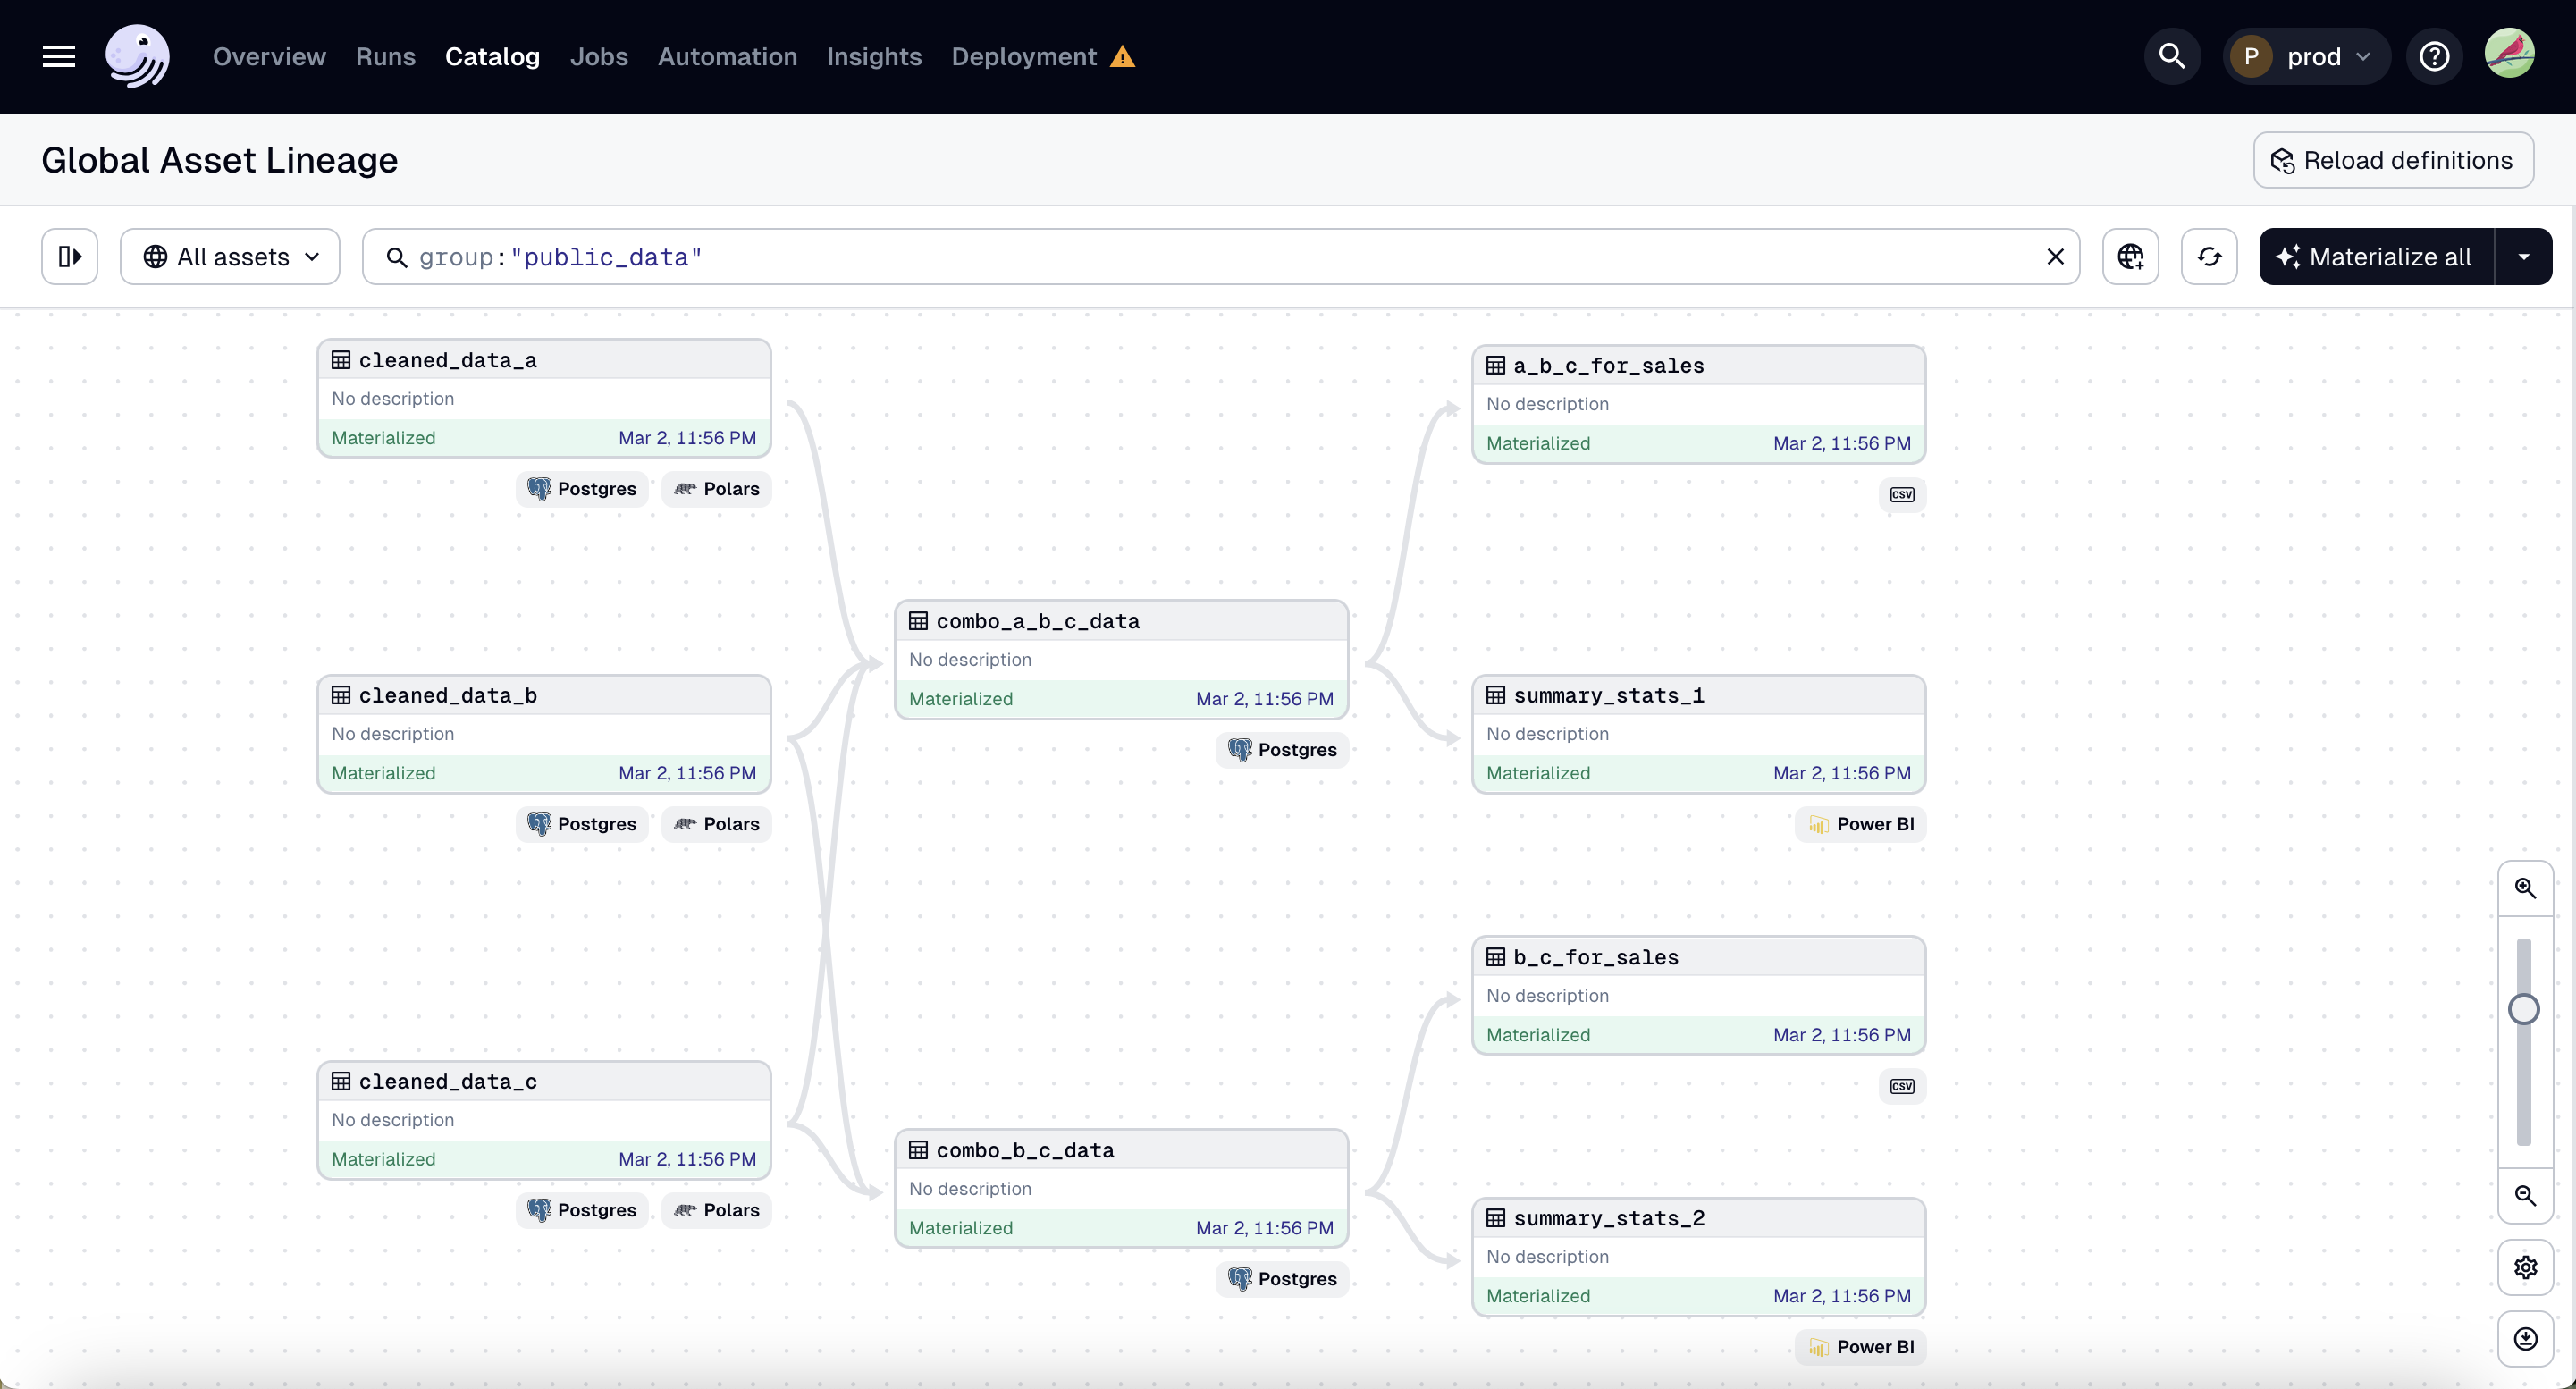 Overview Runs Catalog Jobs Automation Insights Deployment P prod
Global Asset Lineage
Reload definitions
All assets
group:"public_data"
Materialize all
cleaned_data_a
No description
Materialized Mar 2, 11:56 PM
Postgres Polars
cleaned_data_b
No description
Materialized Mar 2, 11:56 PM
Postgres Polars
cleaned_data_c
No description
Materialized Mar 2, 11:56 PM
Postgres Polars
combo_a_b_c_data
No description
Materialized Mar 2, 11:56 PM
Postgres
combo_b_c_data
No description
Materialized Mar 2, 11:56 PM
Postgres
a_b_c_for_sales
No description
Materialized Mar 2, 11:56 PM
CSV
summary_stats_1
No description
Materialized Mar 2, 11:56 PM
Power BI
b_c_for_sales
No description
Materialized Mar 2, 11:56 PM
CSV
summary_stats_2
No description
Materialized Mar 2, 11:56 PM
Power BI